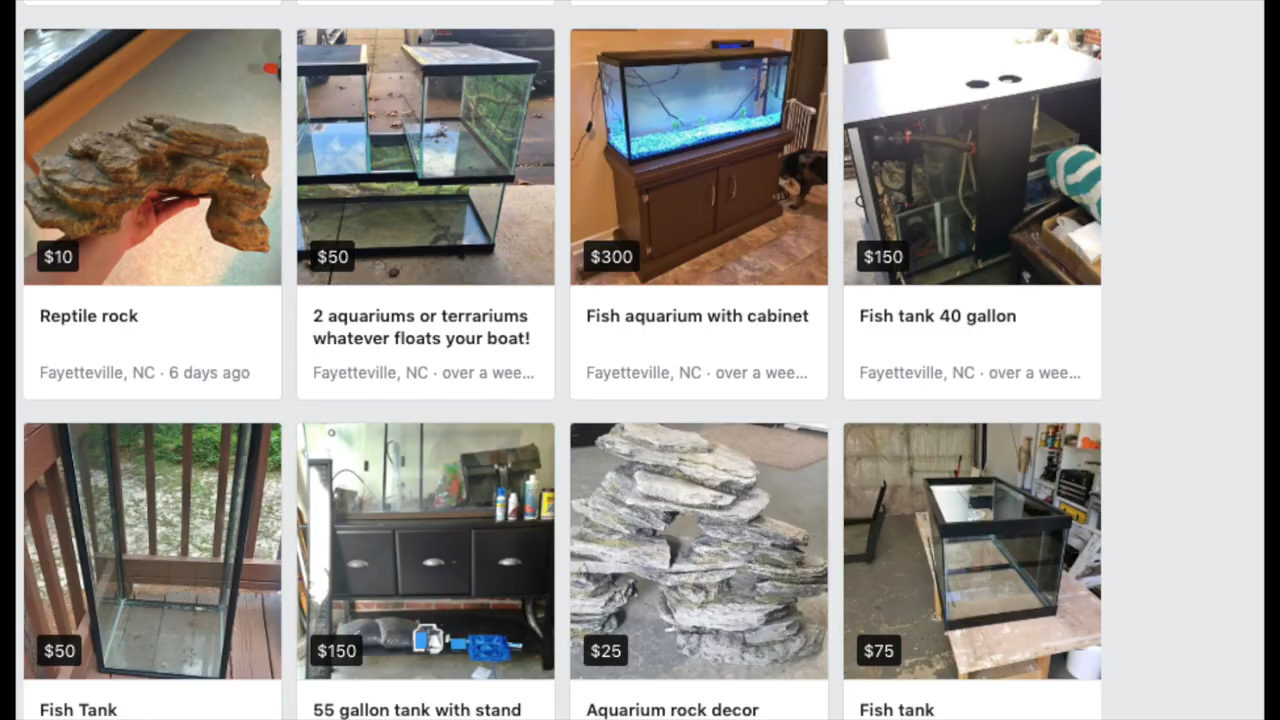 $10
$50
$300
$150
Reptile rock
2 aquariums or terrariums
whatever floats your boat!
Fish aquarium with cabinet
Fish tank 40 gallon
Fayetteville, NC · 6 days ago
Fayetteville, NC · over a wee...
Fayetteville, NC · over a wee...
Fayetteville, NC · over a wee...
$50
$150
$25
$75
Fish Tank
55 gallon tank with stand
Aquarium rock decor
Fish tank